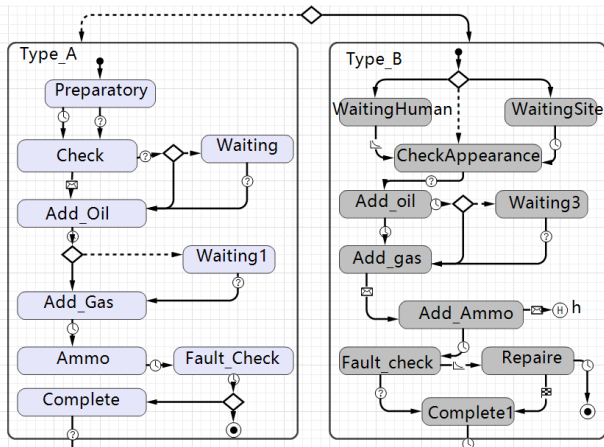 Type_A
Preparatory
Check
Waiting
Add_Oil
Waiting1
Add_Gas
Ammo
Fault_Check
Complete
Type_B
WaitingHuman
WaitingSite
CheckAppearance
Add_oil
Waiting3
Add_gas
Add_Ammo
H
h
Fault_check
Repaire
Complete1